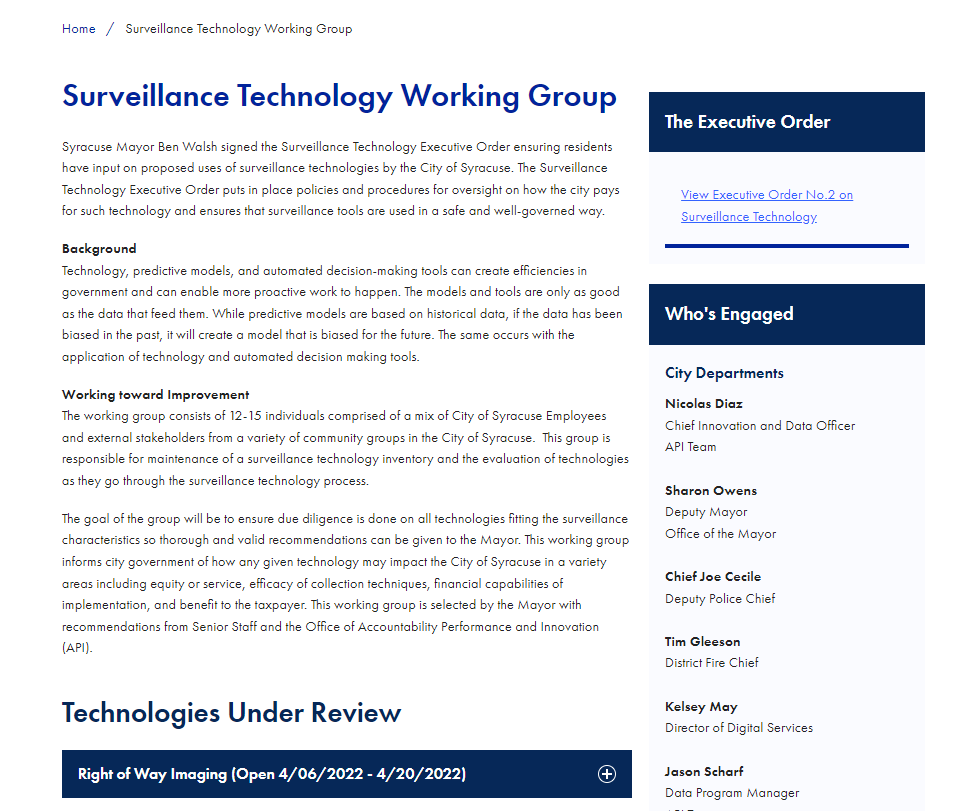 Home / Surveillance Technology Working Group
Surveillance Technology Working Group
Syracuse Mayor Ben Walsh signed the Surveillance Technology Executive Order ensuring residents
have input on proposed uses of surveillance technologies by the City of Syracuse. The Surveillance
Technology Executive Order puts in place policies and procedures for oversight on how the city pays
for such technology and ensures that surveillance tools are used in a safe and well-governed way.
Background
Technology, predictive models, and automated decision-making tools can create efficiencies in
government and can enable more proactive work to happen. The models and tools are only as good
as the data that feed them. While predictive models are based on historical data, if the data has been
biased in the past, it will create a model that is biased for the future. The same occurs with the
application of technology and automated decision making tools.
Working toward Improvement
The working group consists of 12-15 individuals comprised of a mix of City of Syracuse Employees
and external stakeholders from a variety of community groups in the City of Syracuse.  This group is
responsible for maintenance of a surveillance technology inventory and the evaluation of technologies
as they go through the surveillance technology process.
The goal of the group will be to ensure due diligence is done on all technologies fitting the surveillance
characteristics so thorough and valid recommendations can be given to the Mayor. This working group
informs city government of how any given technology may impact the City of Syracuse in a variety
areas including equity or service, efficacy of collection techniques, financial capabilities of
implementation, and benefit to the taxpayer. This working group is selected by the Mayor with
recommendations from Senior Staff and the Office of Accountability Performance and Innovation
(API).
Technologies Under Review
Right of Way Imaging (Open 4/06/2022 - 4/20/2022)
The Executive Order
View Executive Order No.2 on
Surveillance Technology
Who's Engaged
City Departments
Nicolas Diaz
Chief Innovation and Data Officer
API Team
Sharon Owens
Deputy Mayor
Office of the Mayor
Chief Joe Cecile
Deputy Police Chief
Tim Gleeson
District Fire Chief
Kelsey May
Director of Digital Services
Jason Scharf
Data Program Manager